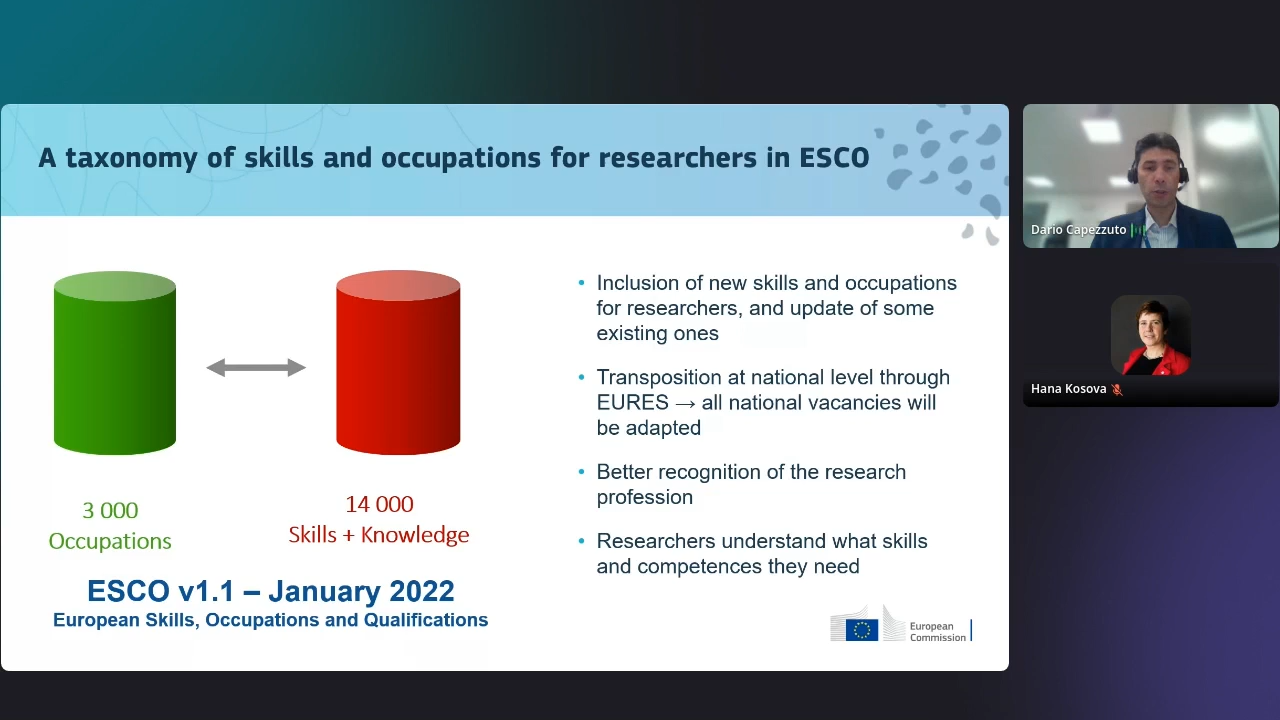 A taxonomy of skills and occupations for researchers in ESCO
3 000
Occupations
14 000
Skills + Knowledge
ESCO v1.1 – January 2022
European Skills, Occupations and Qualifications
• Inclusion of new skills and occupations
for researchers, and update of some
existing ones
• Transposition at national level through
EURES → all national vacancies will
be adapted
• Better recognition of the research
profession
• Researchers understand what skills
and competences they need
European
Commission
Dario Capezzuto
Hana Kosova